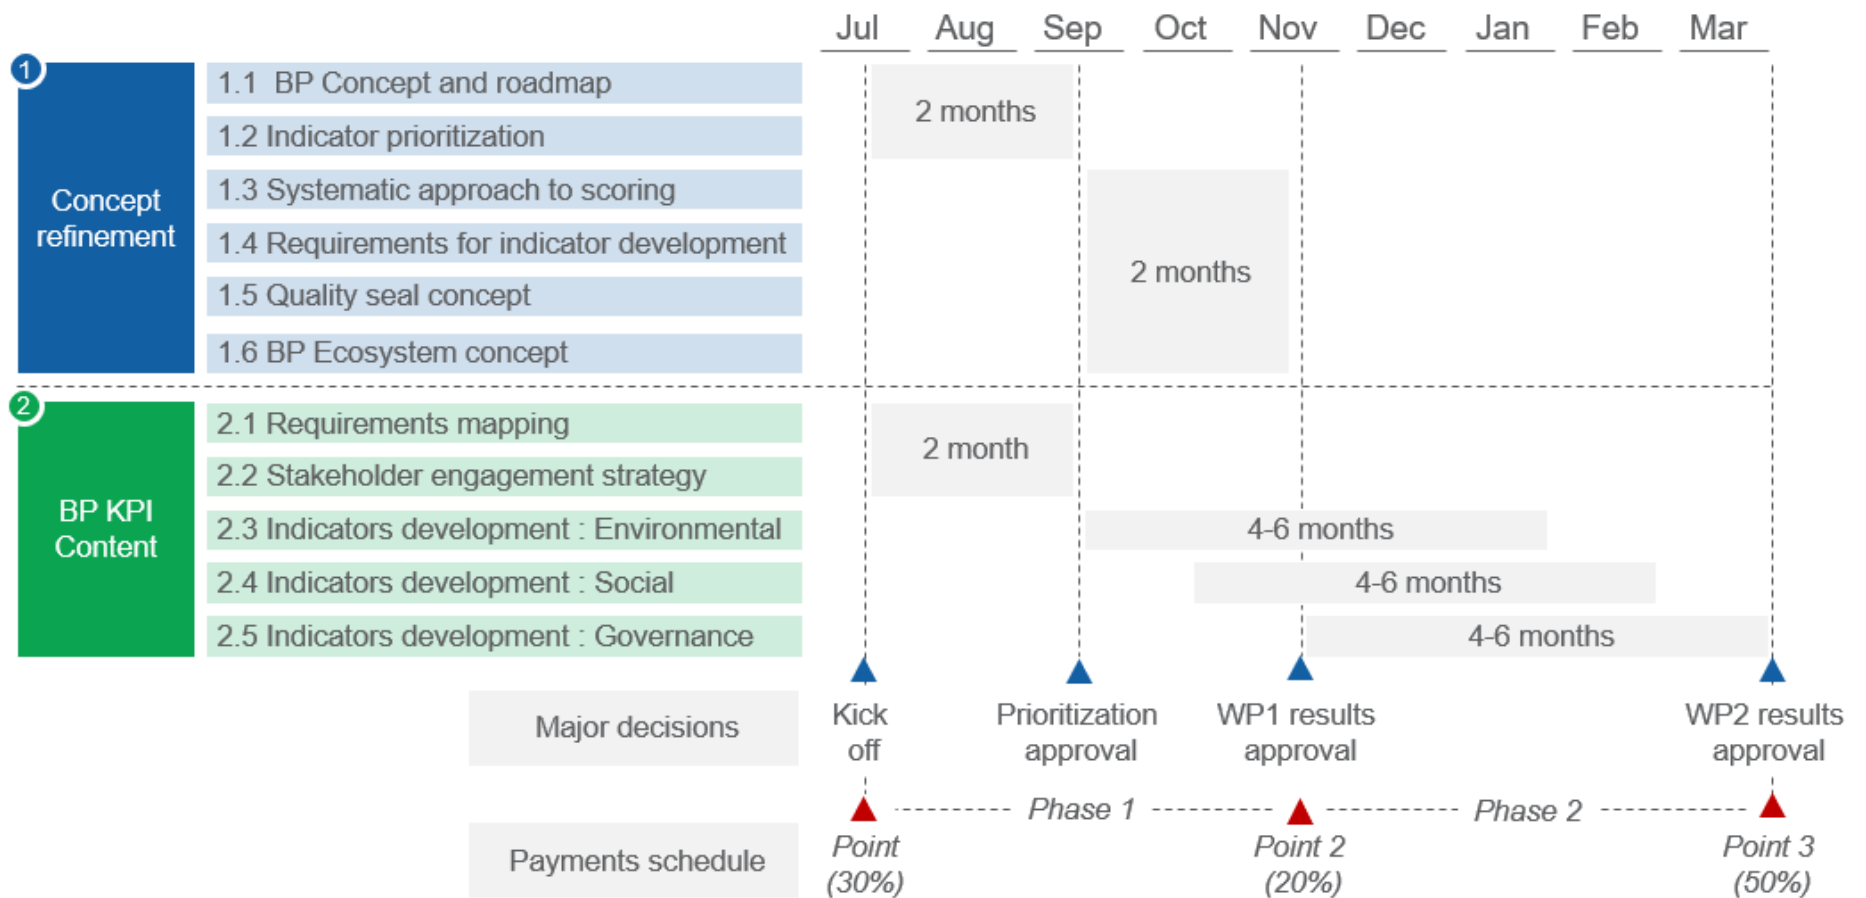 Jul Aug Sep Oct Nov Dec Jan Feb Mar
1
Concept
refinement
1.1 BP Concept and roadmap
1.2 Indicator prioritization
2 months
1.3 Systematic approach to scoring
1.4 Requirements for indicator development
1.5 Quality seal concept
1.6 BP Ecosystem concept
2 months
2
BP KPI
Content
2.1 Requirements mapping
2.2 Stakeholder engagement strategy
2 month
2.3 Indicators development : Environmental
4-6 months
2.4 Indicators development : Social
4-6 months
2.5 Indicators development : Governance
4-6 months
Major decisions
Kick
off
Prioritization
approval
WP1 results
approval
WP2 results
approval
Phase 1
Phase 2
Payments schedule
Point
(30%)
Point 2
(20%)
Point 3
(50%)